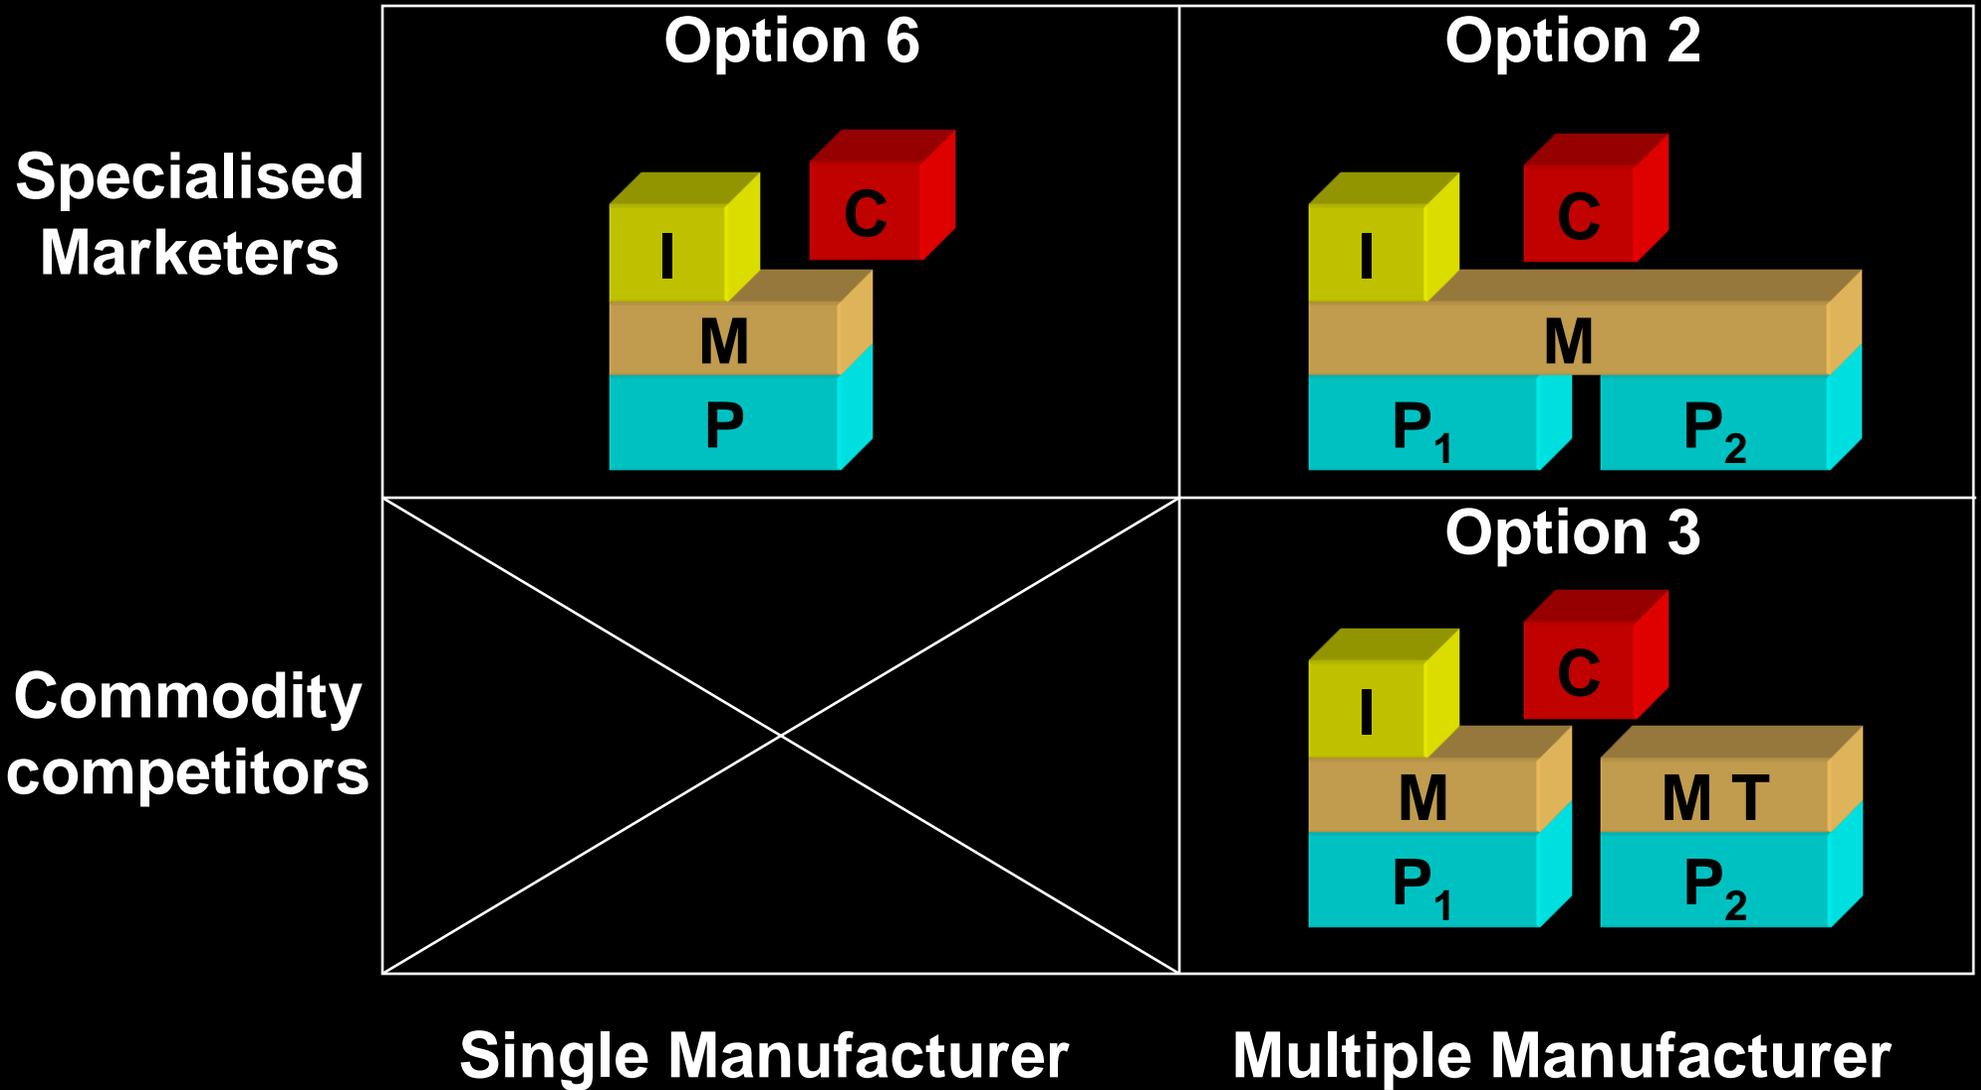 Option 6
Option 2
Specialised
Marketers
I
C
M
P
I
C
M
P1
P2
Option 3
Commodity
competitors
I
C
M
M T
P1
P2
Single Manufacturer
Multiple Manufacturer